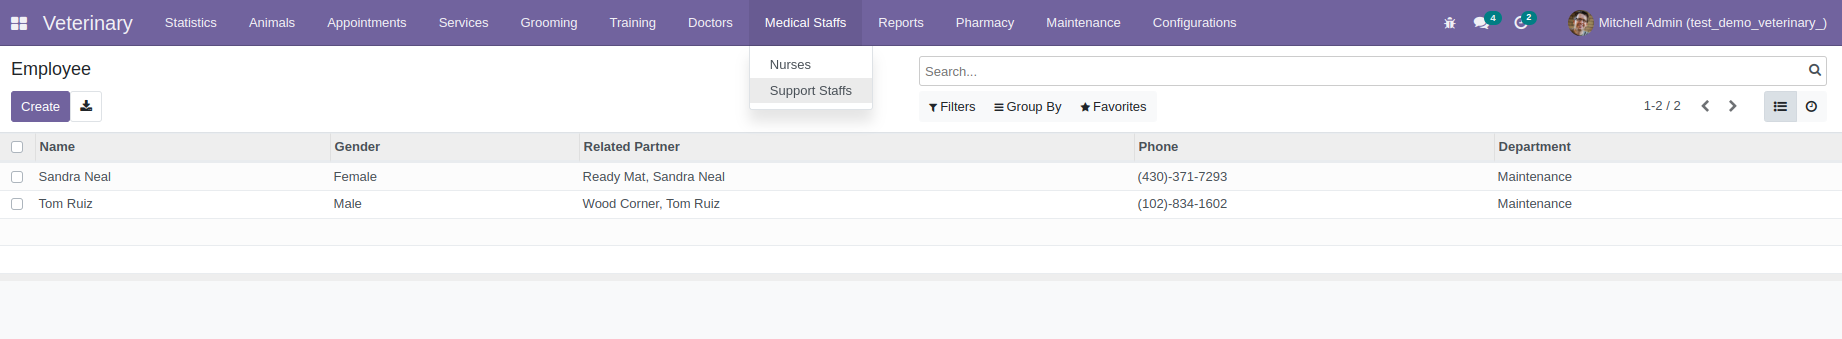 Veterinary Statistics Animals Appointments Services Grooming Training Doctors Medical Staffs Reports Pharmacy Maintenance Configurations 4 2 Mitchell Admin (test_demo_veterinary_)
Nurses
Support Staffs
Employee
Search...
Create
Filters Group By Favorites 1-2 / 2
Name Gender Related Partner Phone Department
Sandra Neal Female Ready Mat, Sandra Neal (430)-371-7293 Maintenance
Tom Ruiz Male Wood Corner, Tom Ruiz (102)-834-1602 Maintenance